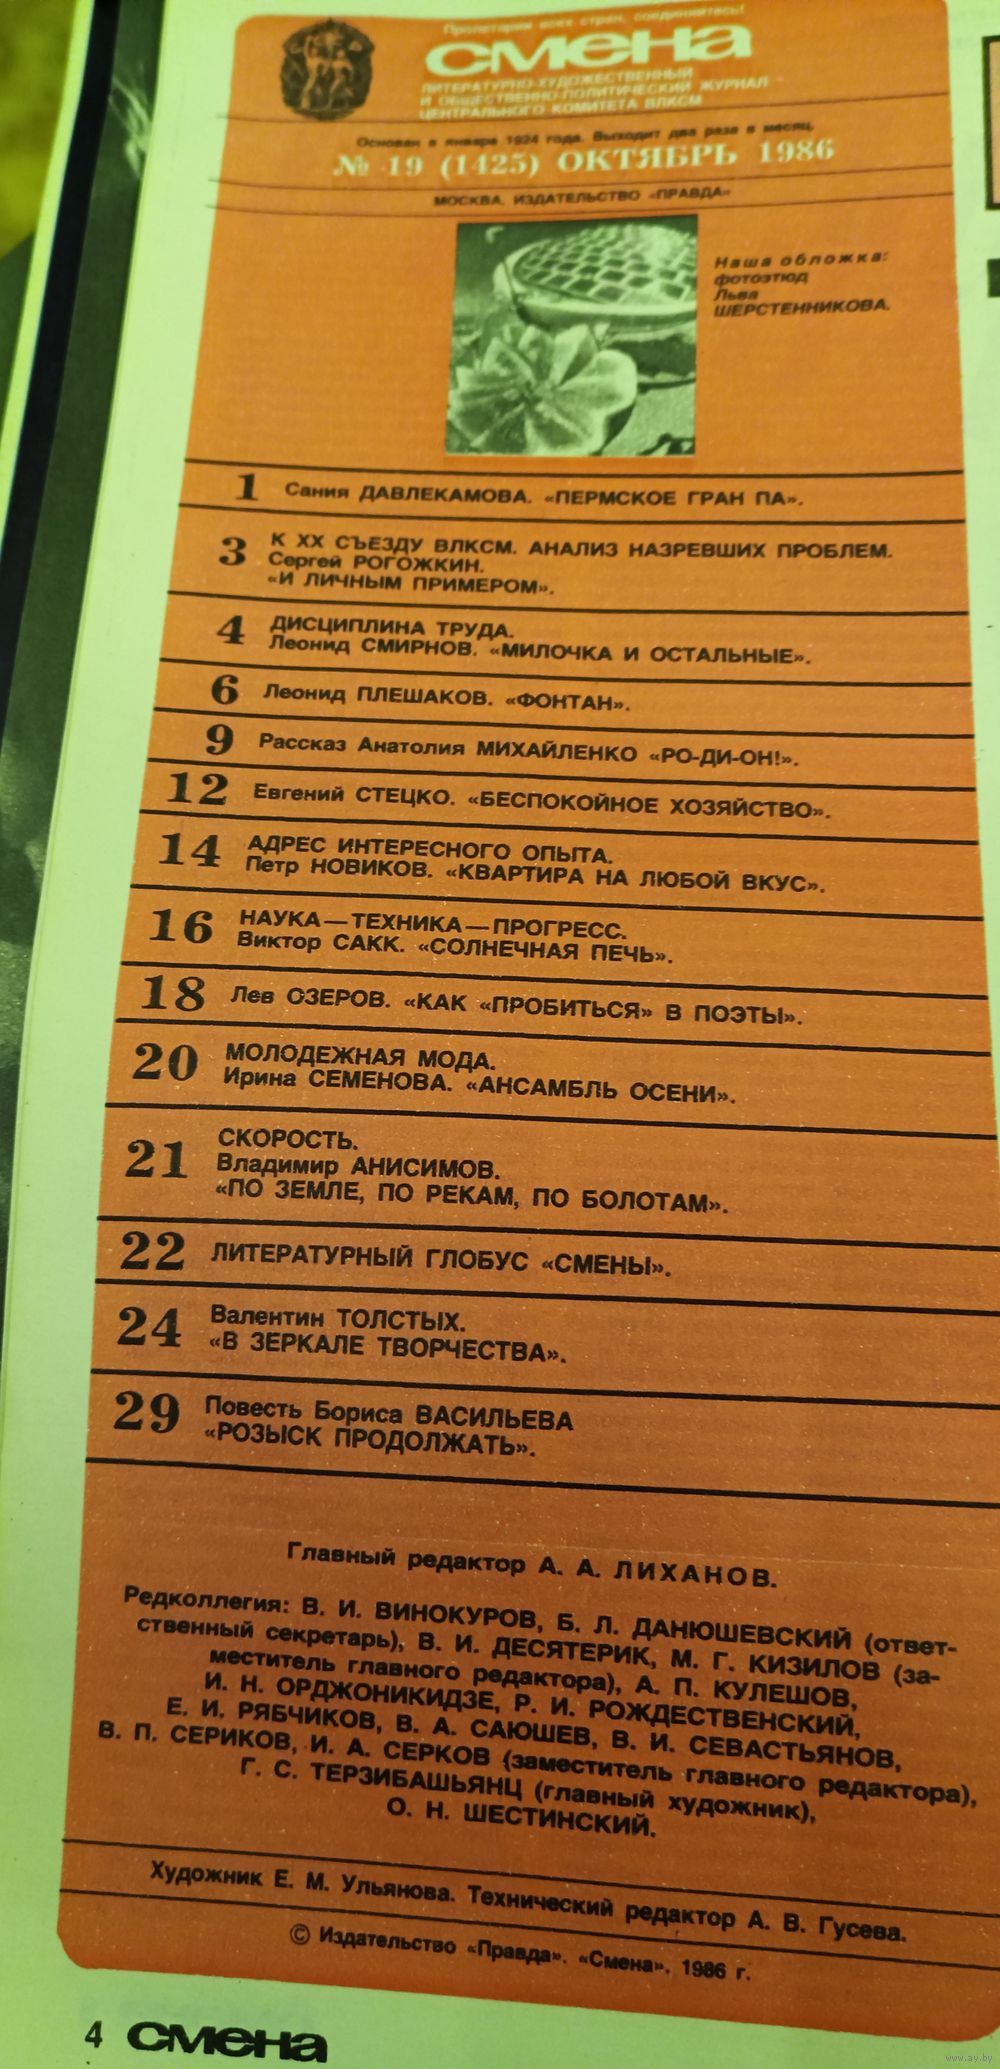 Пролетарии всех стран, соединяйтесь!
смена
ЛИТЕРАТУРНО-ХУДОЖЕСТВЕННЫЙ
И ОБЩЕСТВЕННО-ПОЛИТИЧЕСКИЙ ЖУРНАЛ
ЦЕНТРАЛЬНОГО КОМИТЕТА ВЛКСМ
Основан в январе 1924 года. Выходит два раза в месяц.
№ 19 (1425) ОКТЯБРЬ 1986
МОСКВА. ИЗДАТЕЛЬСТВО «ПРАВДА»
Наша обложка:
фотоэтюд
Льва
ШЕРСТЕННИКОВА.
1 Сания ДАВЛЕКАМОВА. «ПЕРМСКОЕ ГРАН ПА».
3 К XX СЪЕЗДУ ВЛКСМ. АНАЛИЗ НАЗРЕВШИХ ПРОБЛЕМ.
Сергей РОГОЖКИН.
«И ЛИЧНЫМ ПРИМЕРОМ».
4 ДИСЦИПЛИНА ТРУДА.
Леонид СМИРНОВ. «МИЛОЧКА И ОСТАЛЬНЫЕ».
6 Леонид ПЛЕШАКОВ. «ФОНТАН».
9 Рассказ Анатолия МИХАЙЛЕНКО «РО-ДИ-ОН!».
12 Евгений СТЕЦКО. «БЕСПОКОЙНОЕ ХОЗЯЙСТВО».
14 АДРЕС ИНТЕРЕСНОГО ОПЫТА.
Петр НОВИКОВ. «КВАРТИРА НА ЛЮБОЙ ВКУС».
16 НАУКА—ТЕХНИКА—ПРОГРЕСС.
Виктор САКК. «СОЛНЕЧНАЯ ПЕЧЬ».
18 Лев ОЗЕРОВ. «КАК «ПРОБИТЬСЯ» В ПОЭТЫ».
20 МОЛОДЕЖНАЯ МОДА.
Ирина СЕМЕНОВА. «АНСАМБЛЬ ОСЕНИ».
21 СКОРОСТЬ.
Владимир АНИСИМОВ.
«ПО ЗЕМЛЕ, ПО РЕКАМ, ПО БОЛОТАМ».
22 ЛИТЕРАТУРНЫЙ ГЛОБУС «СМЕНЫ».
24 Валентин ТОЛСТЫХ.
«В ЗЕРКАЛЕ ТВОРЧЕСТВА».
29 Повесть Бориса ВАСИЛЬЕВА
«РОЗЫСК ПРОДОЛЖАТЬ».
Главный редактор А. А. ЛИХАНОВ.
Редколлегия: В. И. ВИНОКУРОВ, Б. Л. ДАНЮШЕВСКИЙ (ответ-
ственный секретарь), В. И. ДЕСЯТЕРИК, М. Г. КИЗИЛОВ (за-
меститель главного редактора), А. П. КУЛЕШОВ,
И. Н. ОРДЖОНИКИДЗЕ, Р. И. РОЖДЕСТВЕНСКИЙ,
Е. И. РЯБЧИКОВ, В. А. САЮШЕВ, В. И. СЕВАСТЬЯНОВ,
В. П. СЕРИКОВ, И. А. СЕРКОВ (заместитель главного редактора),
Г. С. ТЕРЗИБАШЬЯНЦ (главный художник),
О. Н. ШЕСТИНСКИЙ.
Художник Е. М. Ульянова. Технический редактор А. В. Гусева.
© Издательство «Правда». «Смена», 1986 г.
4 смена
www.ay.by